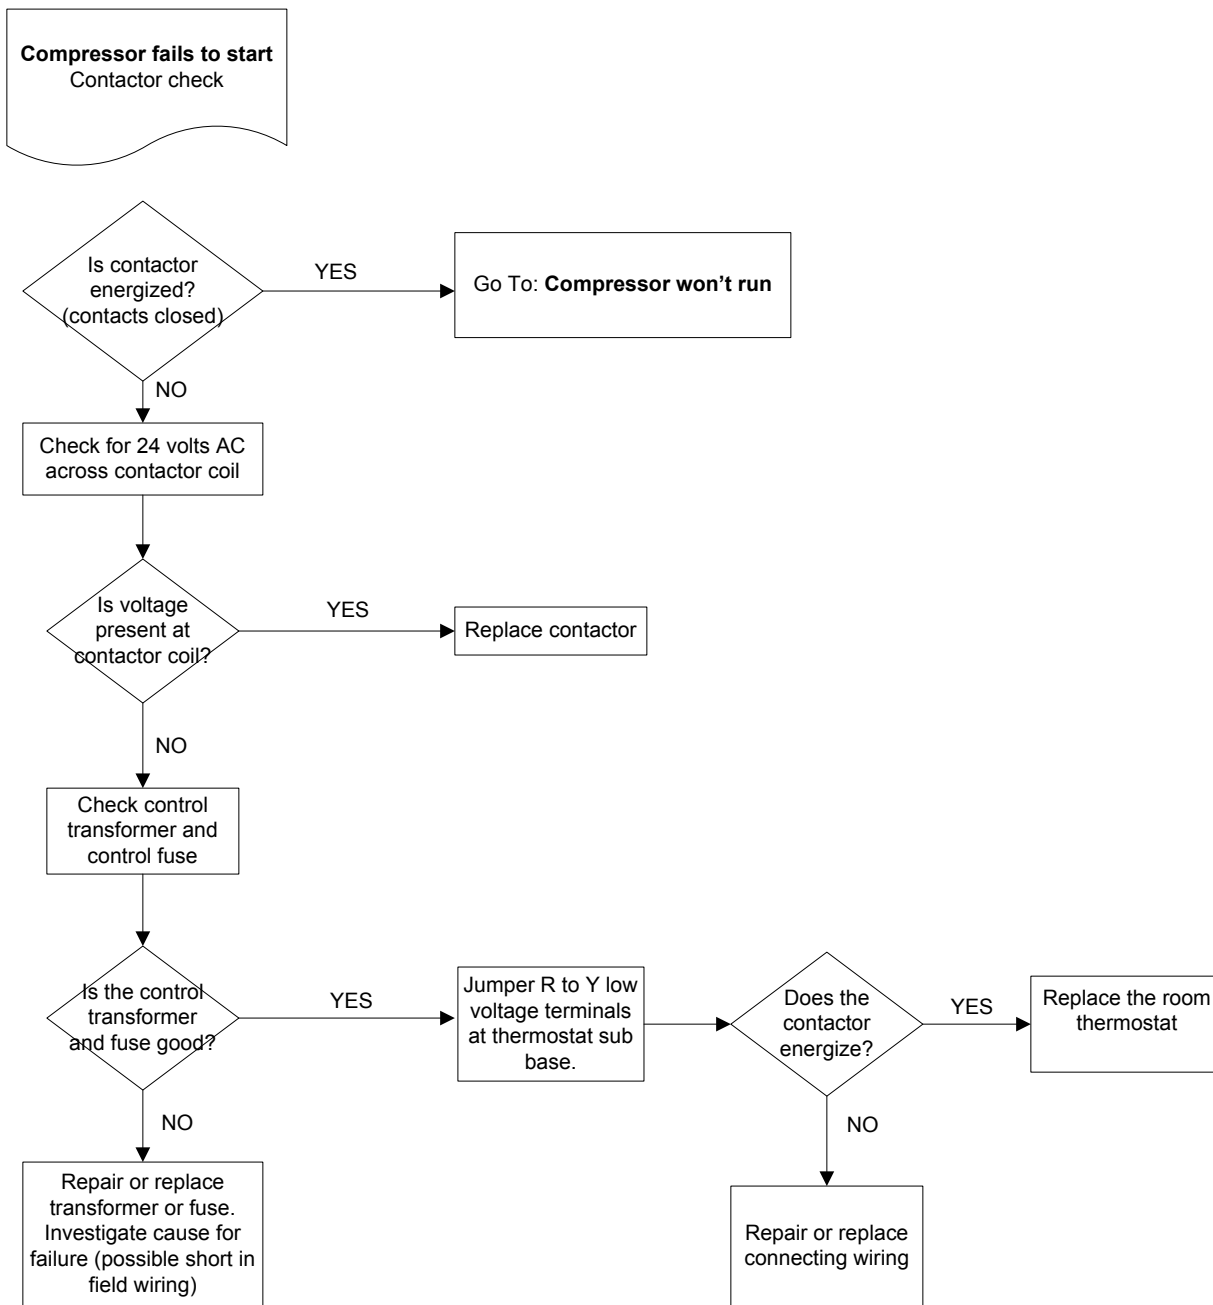 Compressor fails to start
Contactor check
Is contactor
energized?
(contacts closed)
YES
Go To: Compressor won't run
NO
Check for 24 volts AC
across contactor coil
Is voltage
present at
contactor coil?
YES
Replace contactor
NO
Check control
transformer and
control fuse
Is the control
transformer
and fuse good?
YES
Jumper R to Y low
voltage terminals
at thermostat sub
base.
Does the
contactor
energize?
YES
Replace the room
thermostat
NO
Repair or replace
transformer or fuse.
Investigate cause for
failure (possible short in
field wiring)
NO
Repair or replace
connecting wiring